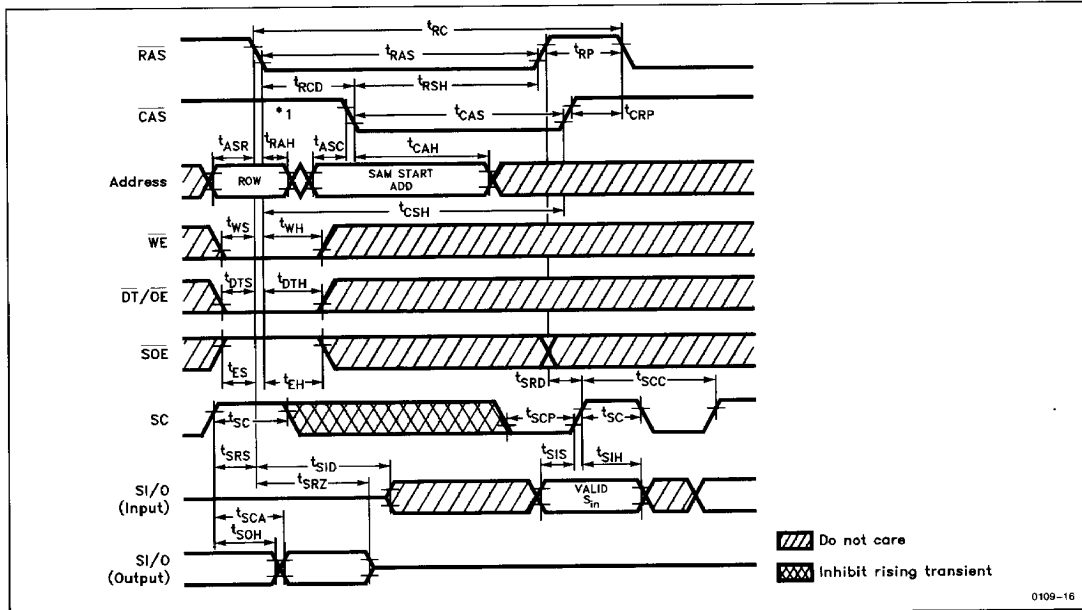 tRC
RAS
tRAS
tRP
tRCD
tRSH
CAS
*1
tCAS
tCRP
tASR
tRAH
tASC
tCAH
Address
ROW
SAM START
ADD
tCSH
WE
tWS
tWH
DT/OE
tDTS
tDTH
SOE
tES
tEH
tSRD
tSCC
SC
tSC
tSCP
tSC
tSRS
tSID
tSIS
tSIH
SI/O
(Input)
tSRZ
VALID
Sin
tSCA
tSOH
SI/O
(Output)
Do not care
Inhibit rising transient
0109-16